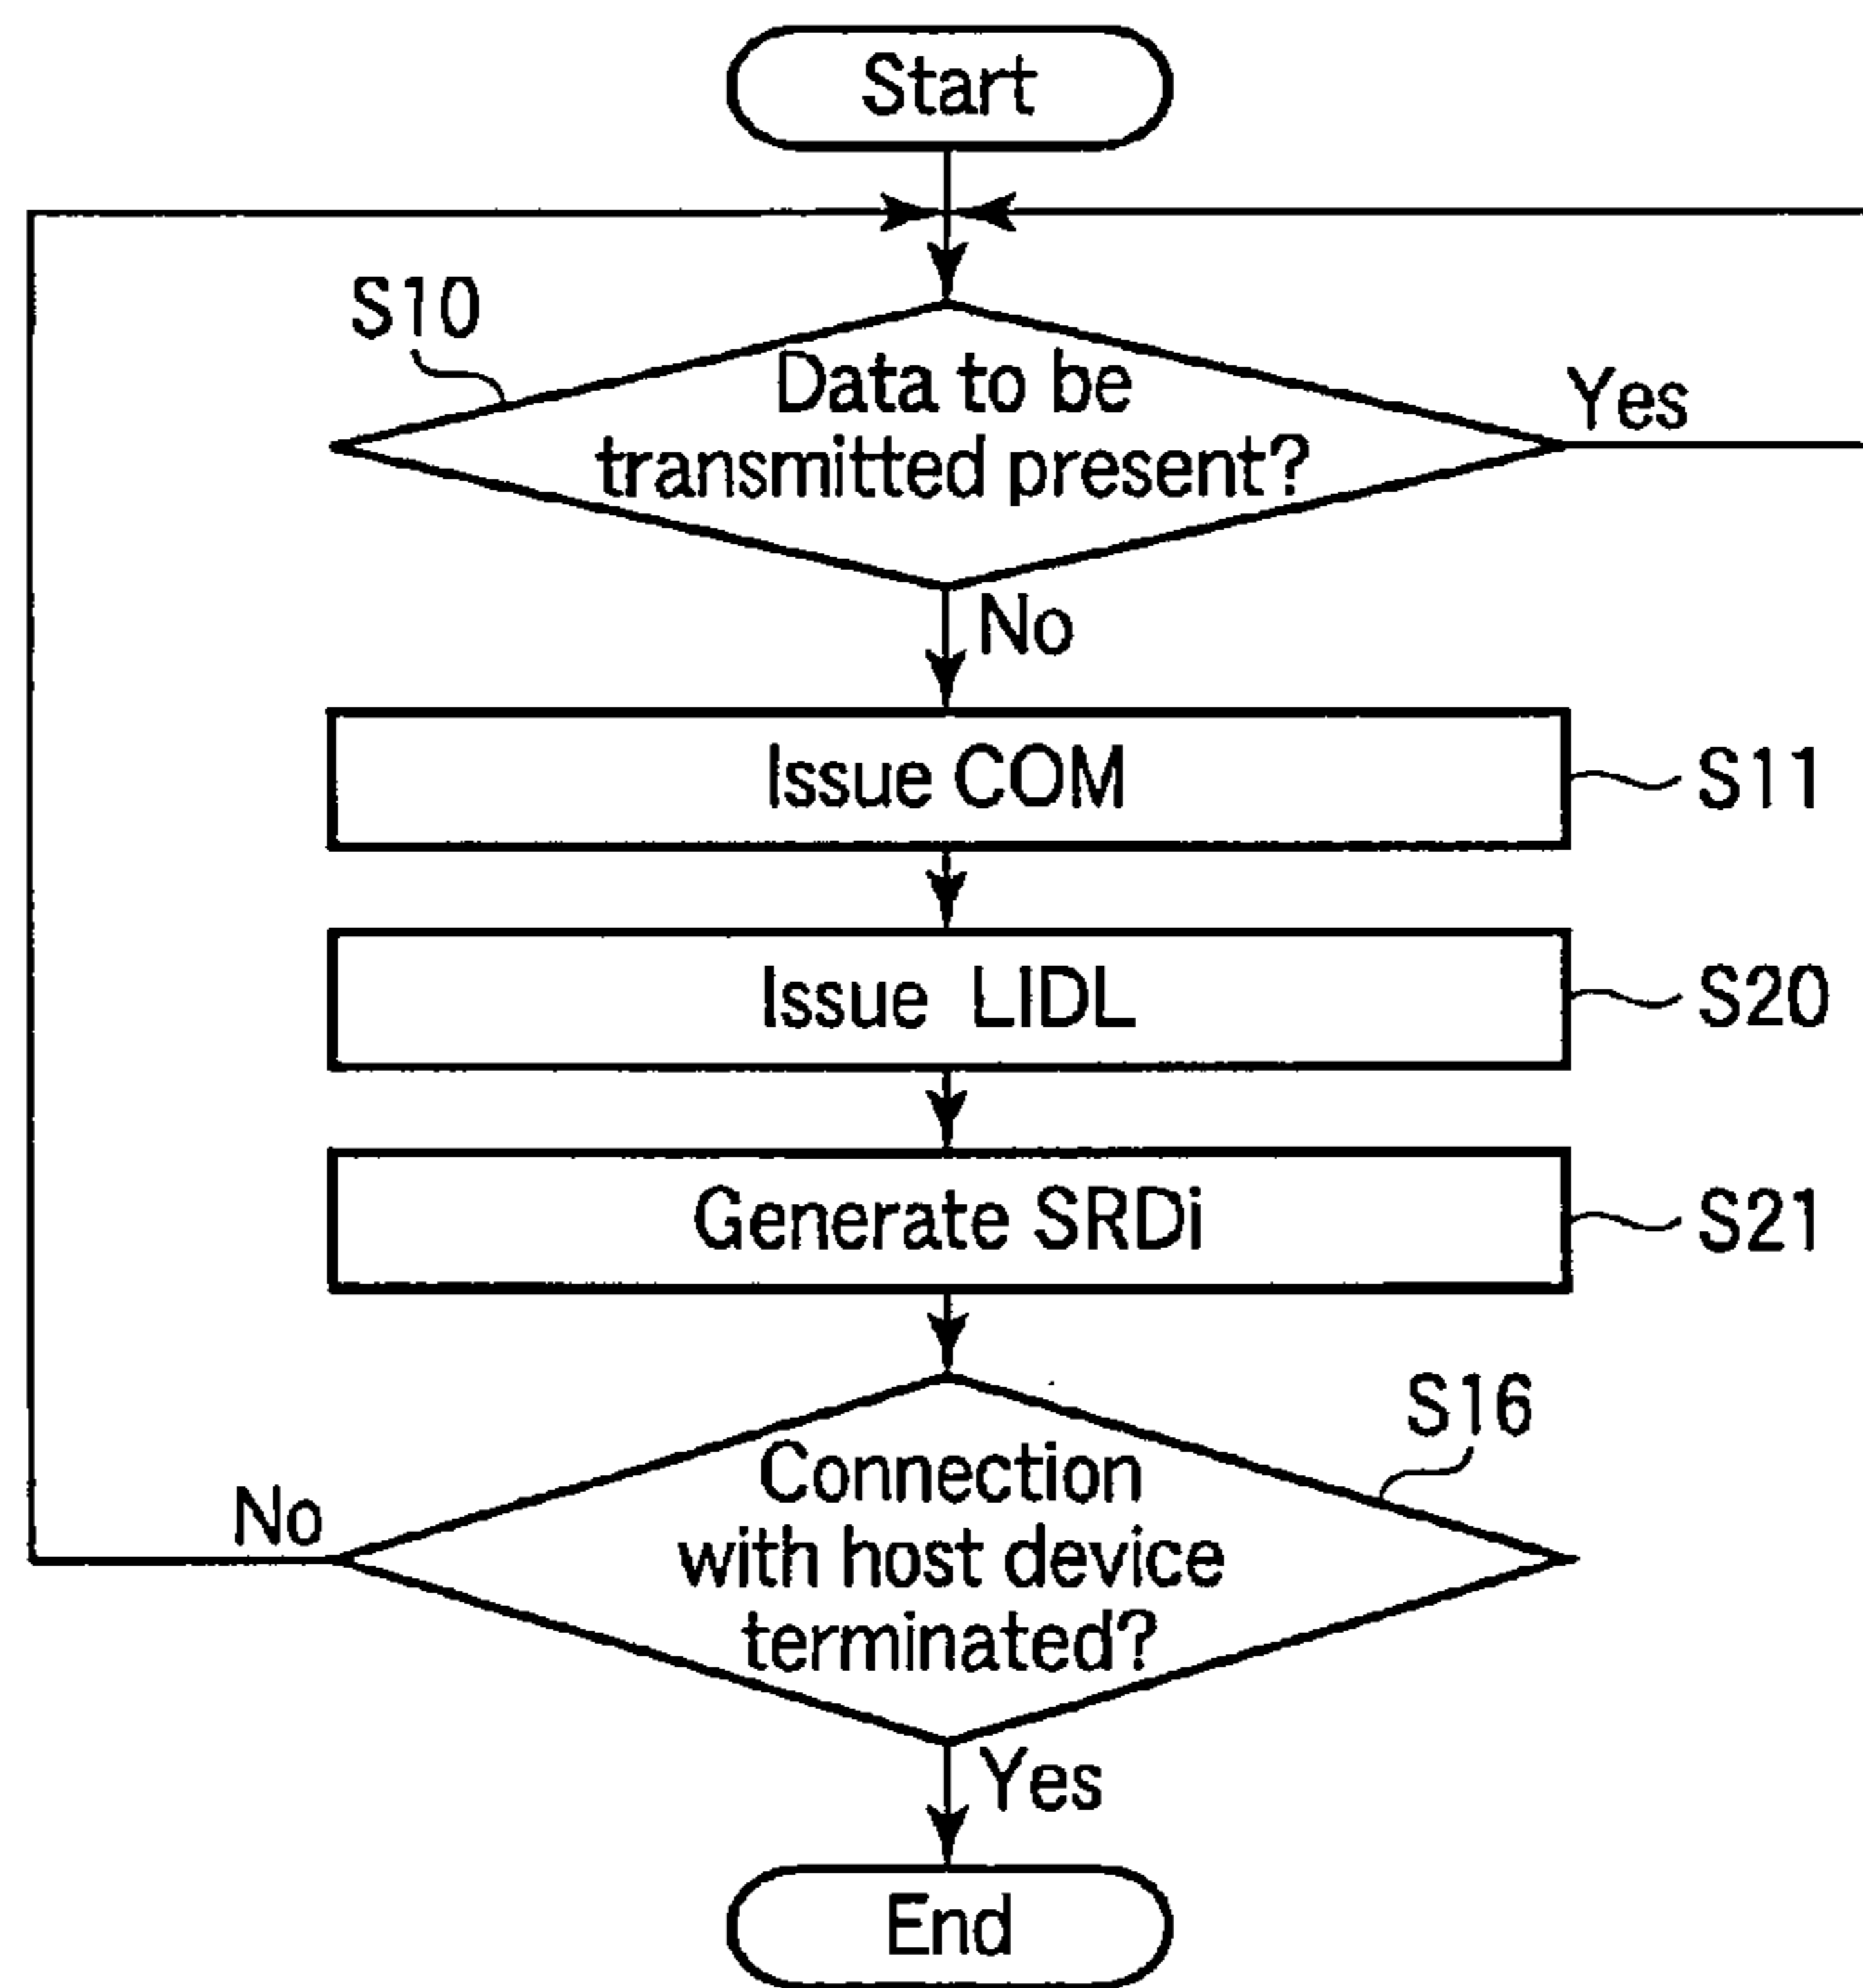 Start
S10
Data to be
transmitted present?
Yes
No
Issue COM
S11
Issue LIDL
S20
Generate SRDi
S21
S16
Connection
with host device
terminated?
No
Yes
End